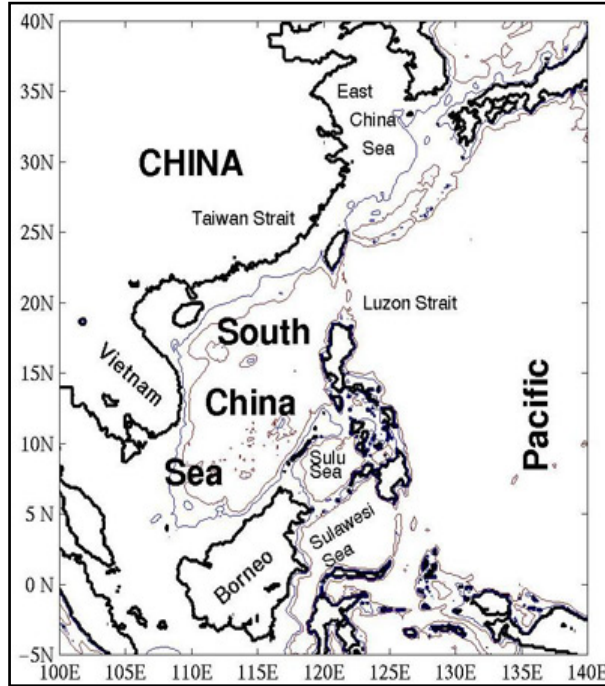 40N
35N
30N
25N
20N
15N
10N
5 N
0 N
−5N
100E 105E 110E 115E 120E 125E 130E 135E 140E
East
China
Sea
CHINA
Taiwan Strait
Luzon Strait
South
China
Sea
Vietnam
Pacific
Sulu
Sea
Sulawesi
Sea
Borneo